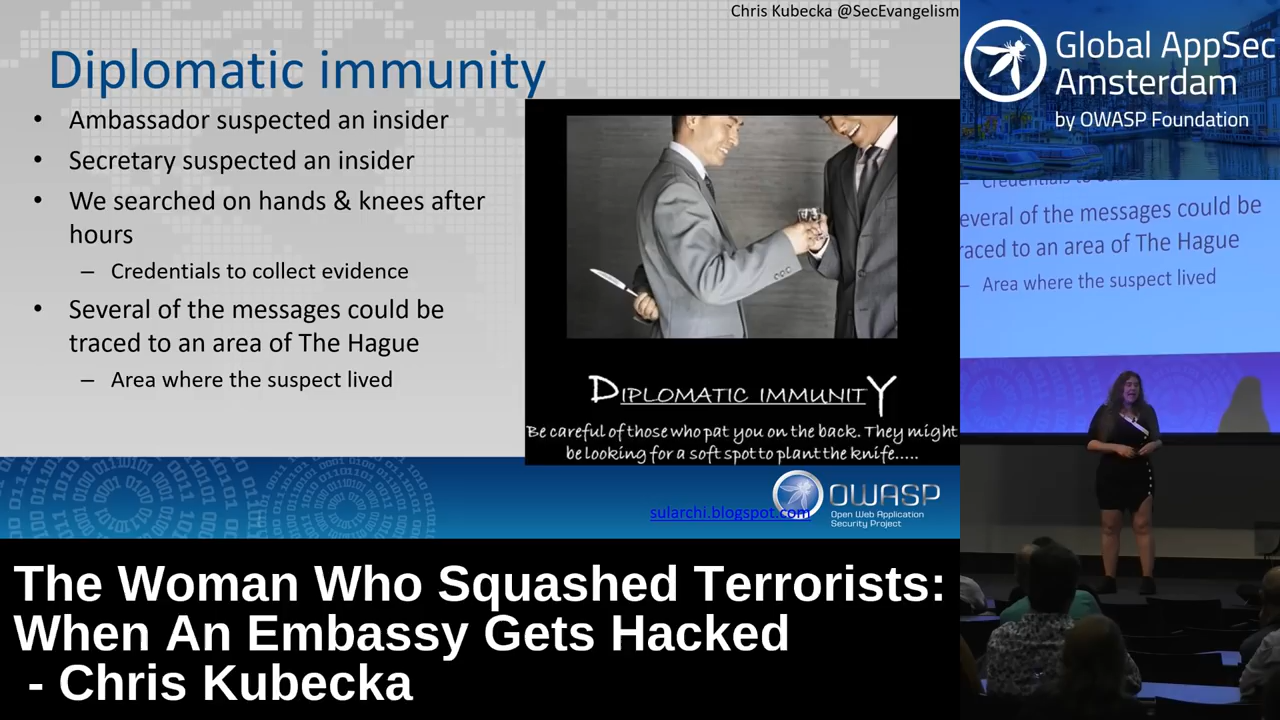 Chris Kubecka @SecEvangelism
Diplomatic immunity
• Ambassador suspected an insider
• Secretary suspected an insider
• We searched on hands & knees after
hours
– Credentials to collect evidence
• Several of the messages could be
traced to an area of The Hague
– Area where the suspect lived
DIPLOMATIC IMMUNITY
Be careful of those who pat you on the back. They might
be looking for a soft spot to plant the knife.....
sularchi.blogspot.com
OWASP
Open Web Application
Security Project
Global AppSec
Amsterdam
by OWASP Foundation
– Credentials to
everal of the messages could be
raced to an area of The Hague
– Area where the suspect lived
The Woman Who Squashed Terrorists:
When An Embassy Gets Hacked
- Chris Kubecka